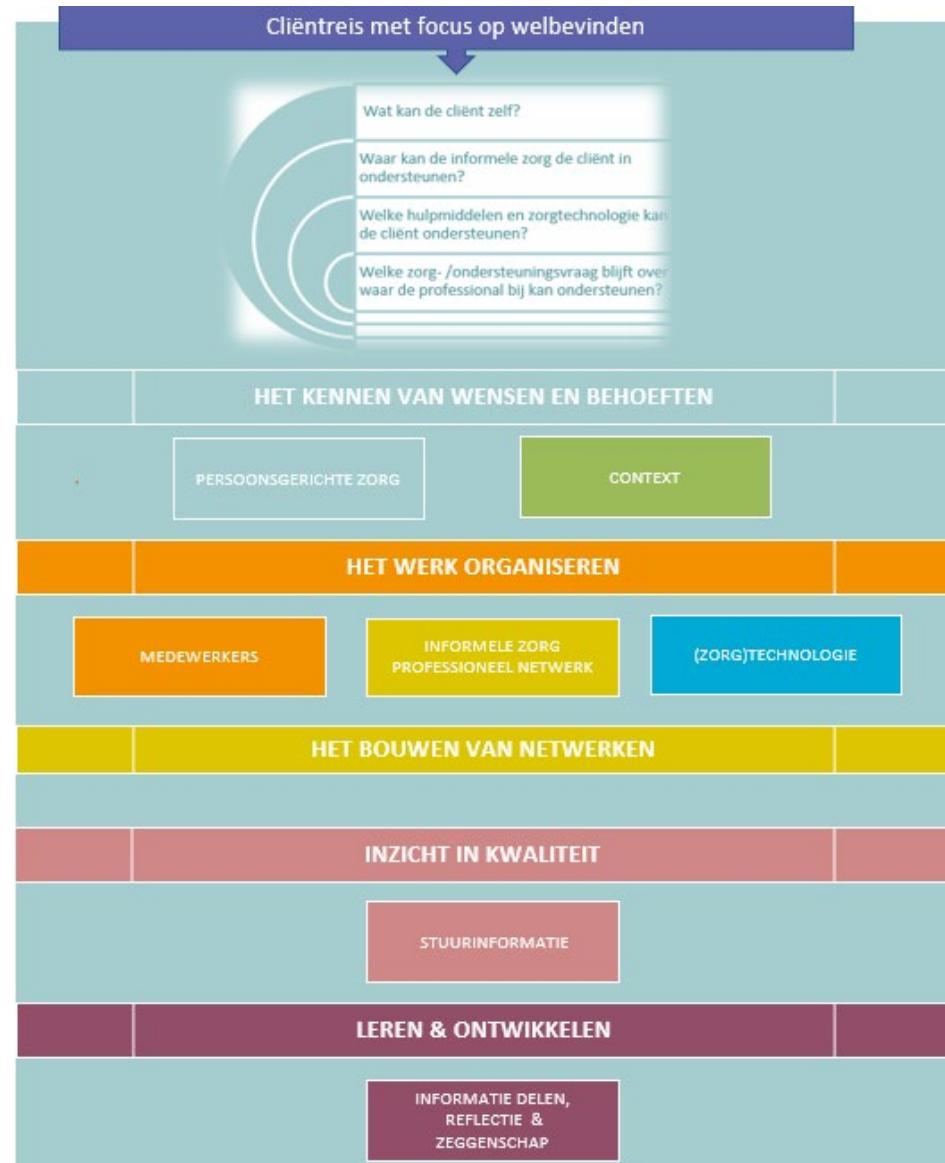 Cliëntreis met focus op welbevinden
Wat kan de cliënt zelf?
Waar kan de informele zorg de cliënt in
ondersteunen?
Welke hulpmiddelen en zorgtechnologie kan
de cliënt ondersteunen?
Welke zorg- /ondersteuningsvraag blijft over
waar de professional bij kan ondersteunen?
HET KENNEN VAN WENSEN EN BEHOEFTEN
PERSOONSGERICHTE ZORG
CONTEXT
HET WERK ORGANISEREN
MEDEWERKERS
INFORMELE ZORG
PROFESSIONEEL NETWERK
(ZORG)TECHNOLOGIE
HET BOUWEN VAN NETWERKEN
INZICHT IN KWALITEIT
STUURINFORMATIE
LEREN & ONTWIKKELEN
INFORMATIE DELEN,
REFLECTIE &
ZEGGENSCHAP